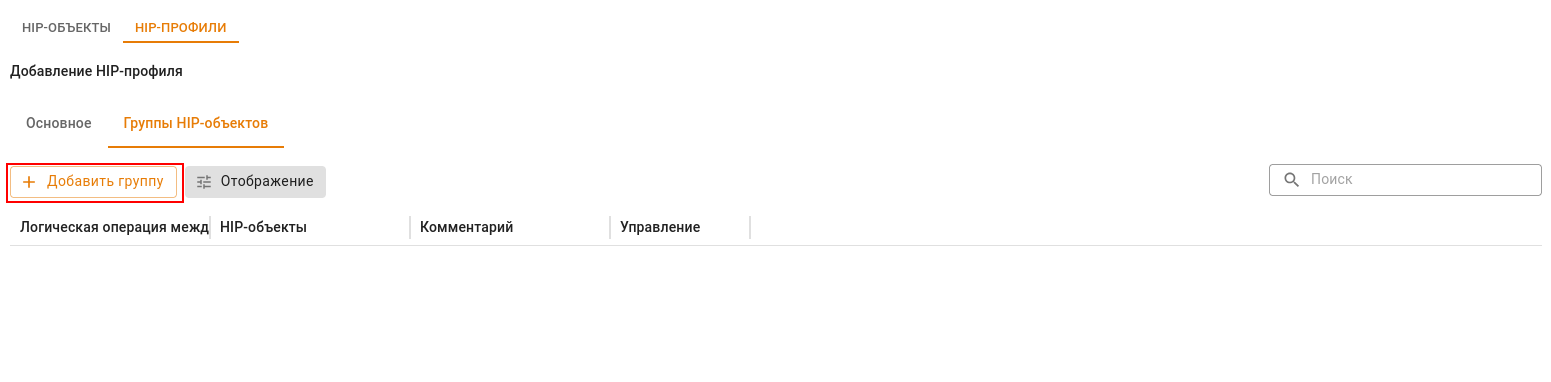 HIP-ОБЪЕКТЫ HIP-ПРОФИЛИ
Добавление HIP-профиля
Основное Группы HIP-объектов
Добавить группу Отображение Поиск
Логическая операция межд HIP-объекты Комментарий Управление